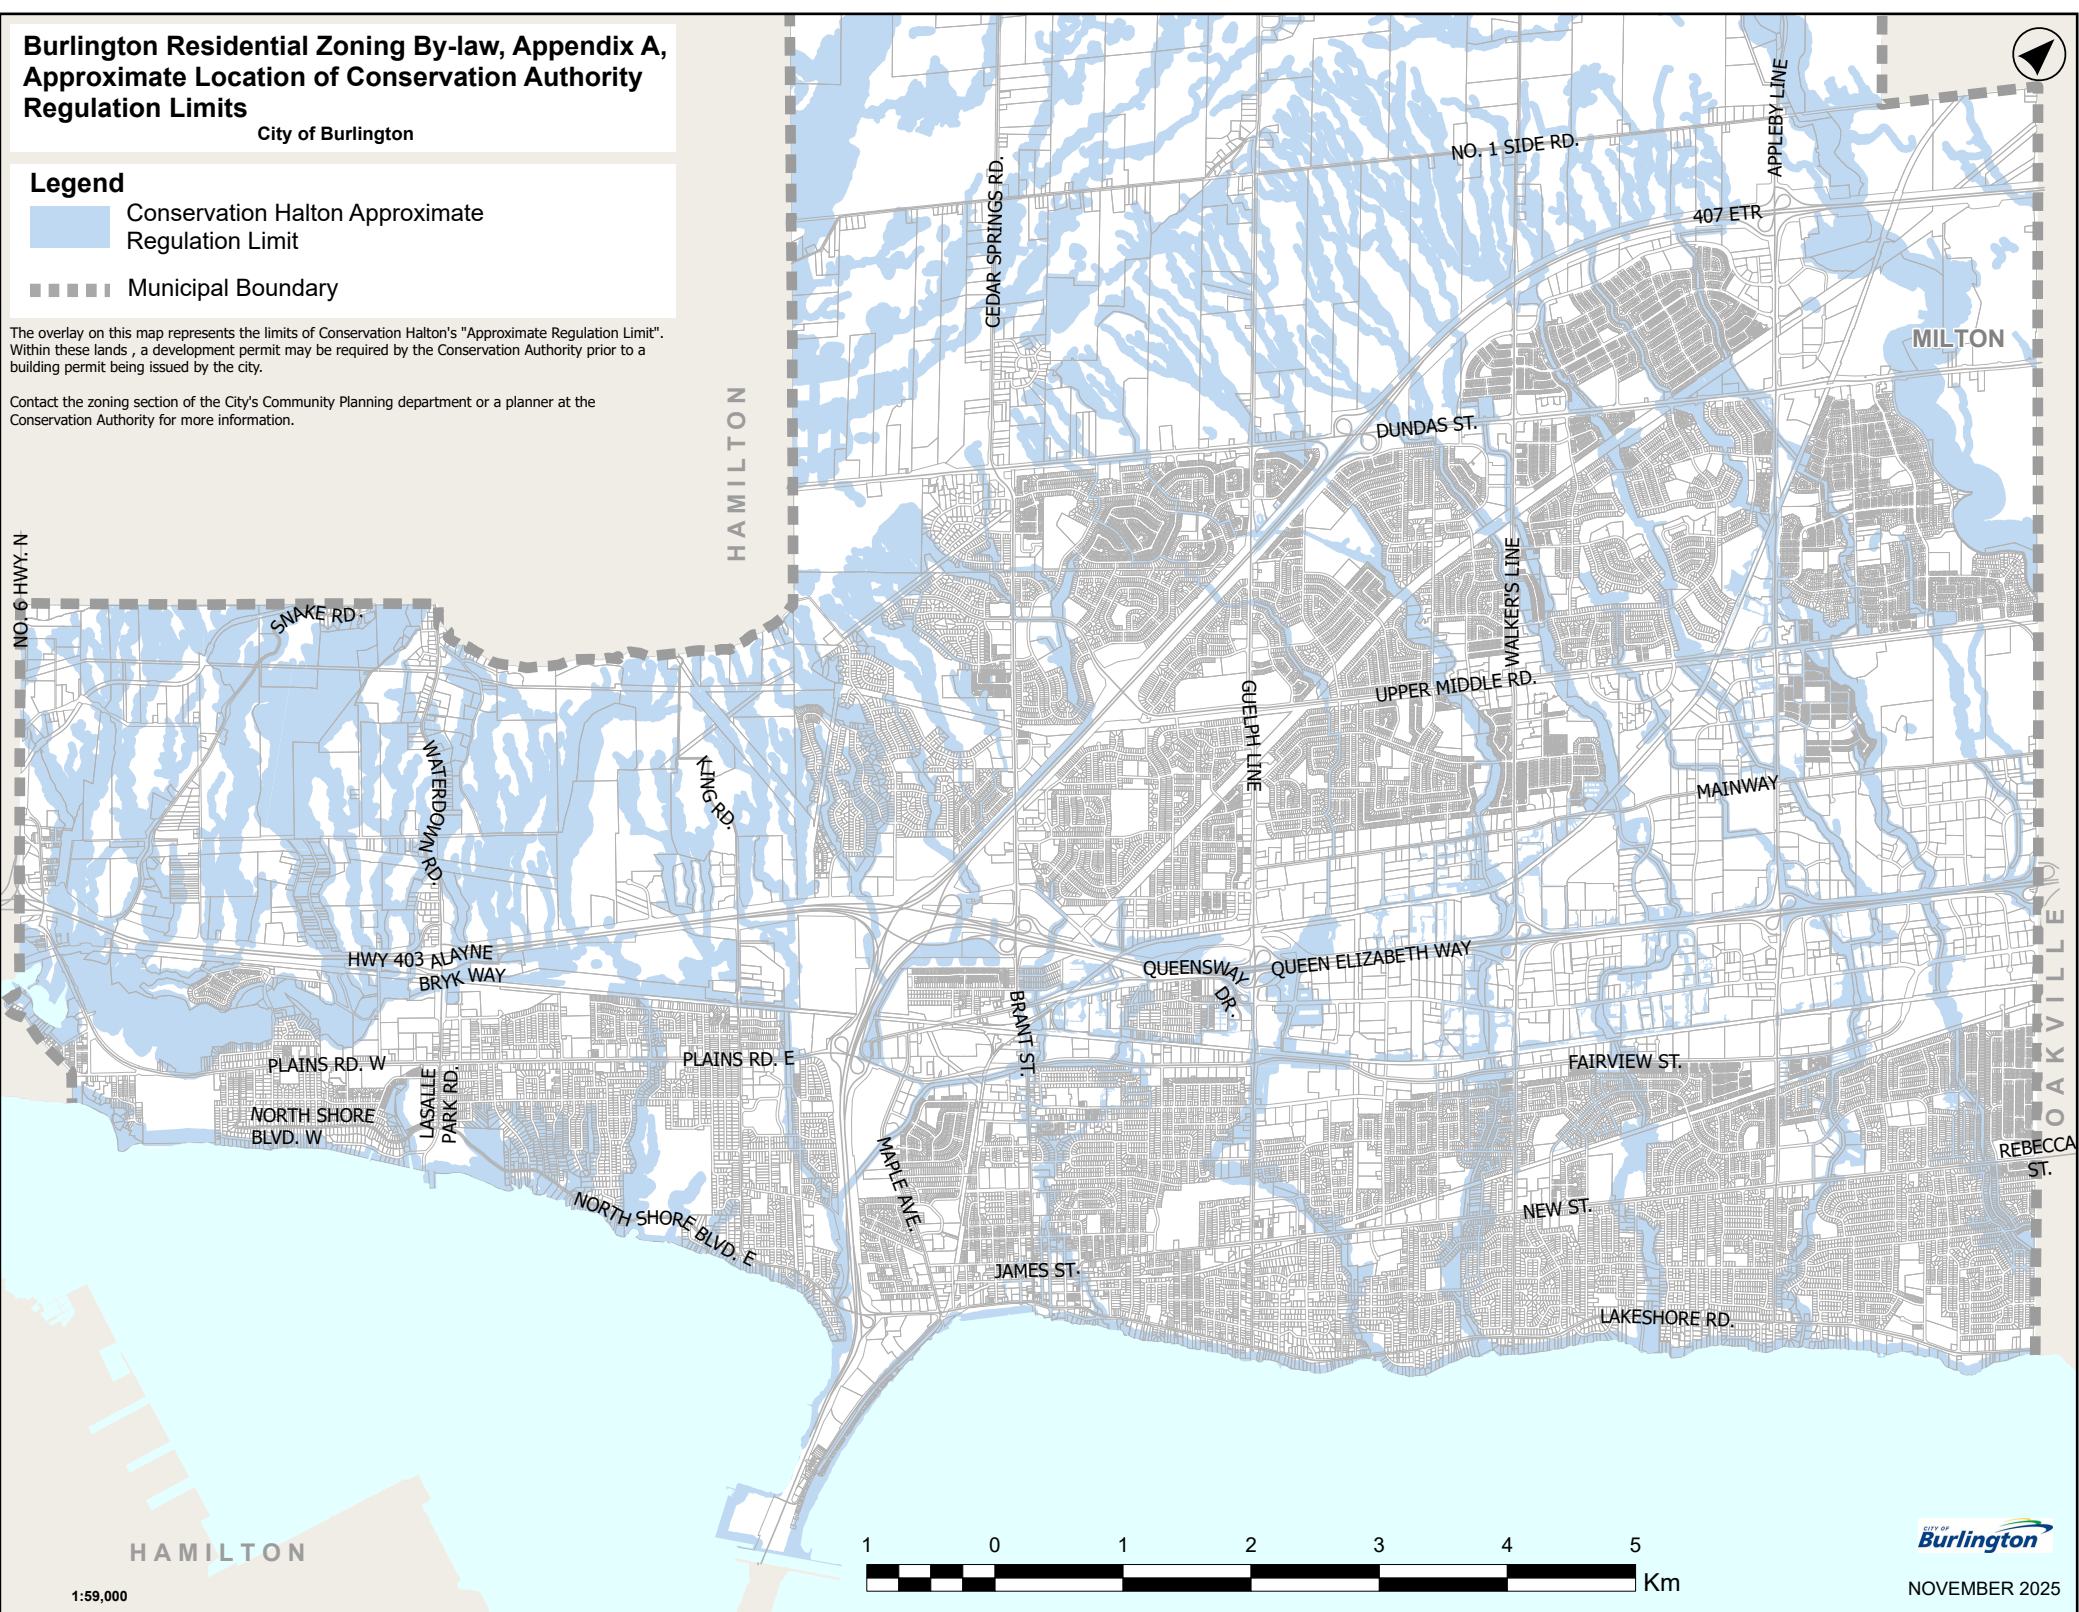 Burlington Residential Zoning By-law, Appendix A,
Approximate Location of Conservation Authority
Regulation Limits
City of Burlington
Legend
Conservation Halton Approximate
Regulation Limit
Municipal Boundary
The overlay on this map represents the limits of Conservation Halton's "Approximate Regulation Limit".
Within these lands , a development permit may be required by the Conservation Authority prior to a
building permit being issued by the city.
Contact the zoning section of the City's Community Planning department or a planner at the
Conservation Authority for more information.
HAMILTON
NO. 6 HWY. N
SNAKE RD.
WATERDOWN RD.
KING RD.
CEDAR SPRINGS RD.
NO. 1 SIDE RD.
APPLEBY LINE
407 ETR
MILTON
DUNDAS ST.
WALKER'S LINE
UPPER MIDDLE RD.
GUELPH LINE
MAINWAY
HWY 403 ALAYNE
BRYK WAY
QUEENSWAY
DR.
QUEEN ELIZABETH WAY
BRANT ST.
OAKVILLE
PLAINS RD. W
PLAINS RD. E
FAIRVIEW ST.
LASALLE
PARK RD.
NORTH SHORE
BLVD. W
MAPLE AVE.
REBECCA
ST.
NORTH SHORE BLVD. E
NEW ST.
JAMES ST.
LAKESHORE RD.
HAMILTON
1:59,000
1 0 1 2 3 4 5
Km
CITY OF
Burlington
NOVEMBER 2025